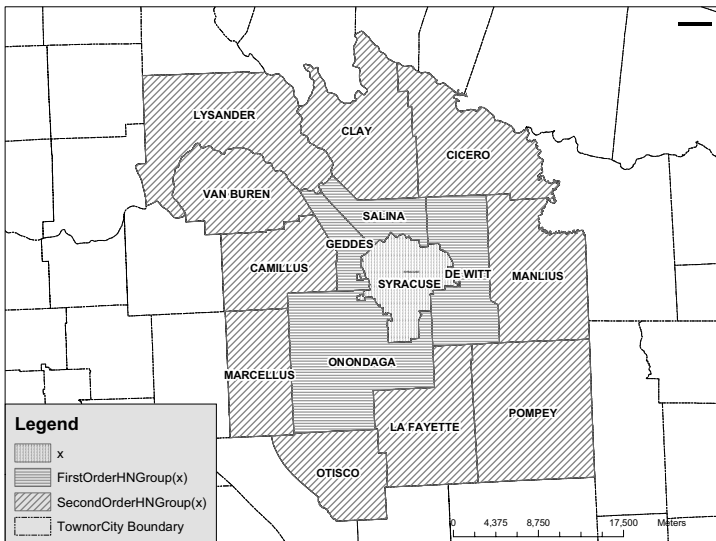 LYSANDER
CLAY
CICERO
VAN BUREN
SALINA
GEDDES
CAMILLUS
DE WITT
MANLIUS
SYRACUSE
MARCELLUS
ONONDAGA
LA FAYETTE
POMPEY
OTISCO
Legend
x
FirstOrderHNGroup(x)
SecondOrderHNGroup(x)
TownorCity Boundary
0 4,375 8,750 17,500 Meters